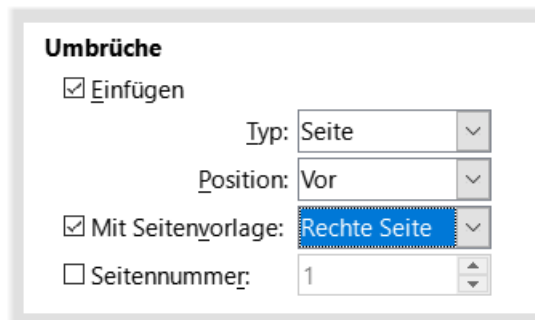 Umbrüche
Einfügen
Typ: Seite
Position: Vor
Mit Seitenvorlage: Rechte Seite
Seitennummer: 1